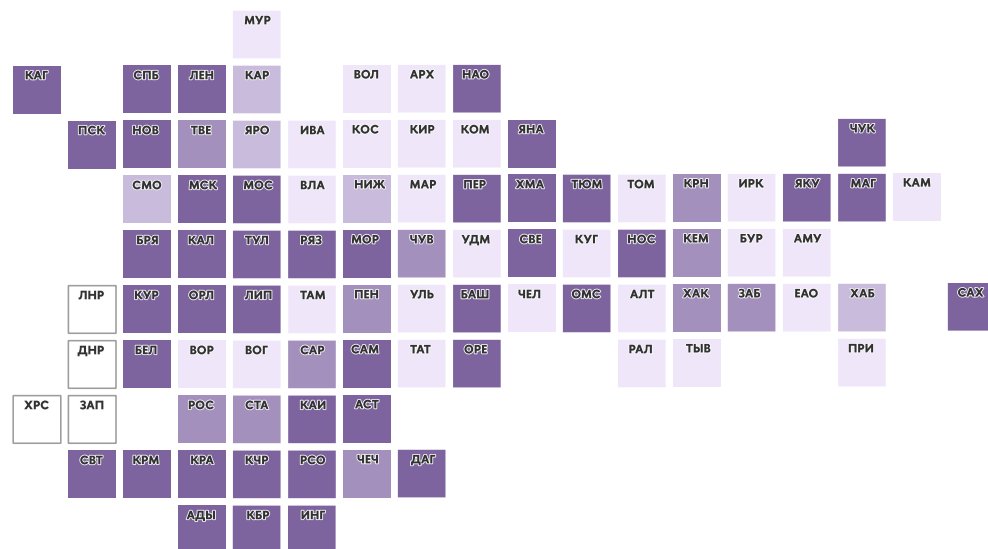 МУР
КАГ СПБ ЛЕН КАР ВОЛ АРХ НАО
ПСК НОВ ТВЕ ЯРО ИВА КОС КИР КОМ ЯНА ЧУК
СМО МСК МОС ВЛА НИЖ МАР ПЕР ХМА ТЮМ ТОМ КРН ИРК ЯКУ МАГ КАМ
БРЯ КАЛ ТУЛ РЯЗ МОР ЧУВ УДМ СВЕ КУГ НОС КЕМ БУР АМУ
ЛНР КУР ОРЛ ЛИП ТАМ ПЕН УЛЬ БАШ ЧЕЛ ОМС АЛТ ХАК ЗАБ ЕАО ХАБ САХ
ДНР БЕЛ ВОР ВОГ САР САМ ТАТ ОРЕ РАЛ ТЫВ ПРИ
ХРС ЗАП РОС СТА КАИ АСТ
СВТ КРМ КРА КЧР РСО ЧЕЧ ДАГ
АДЫ КБР ИНГ